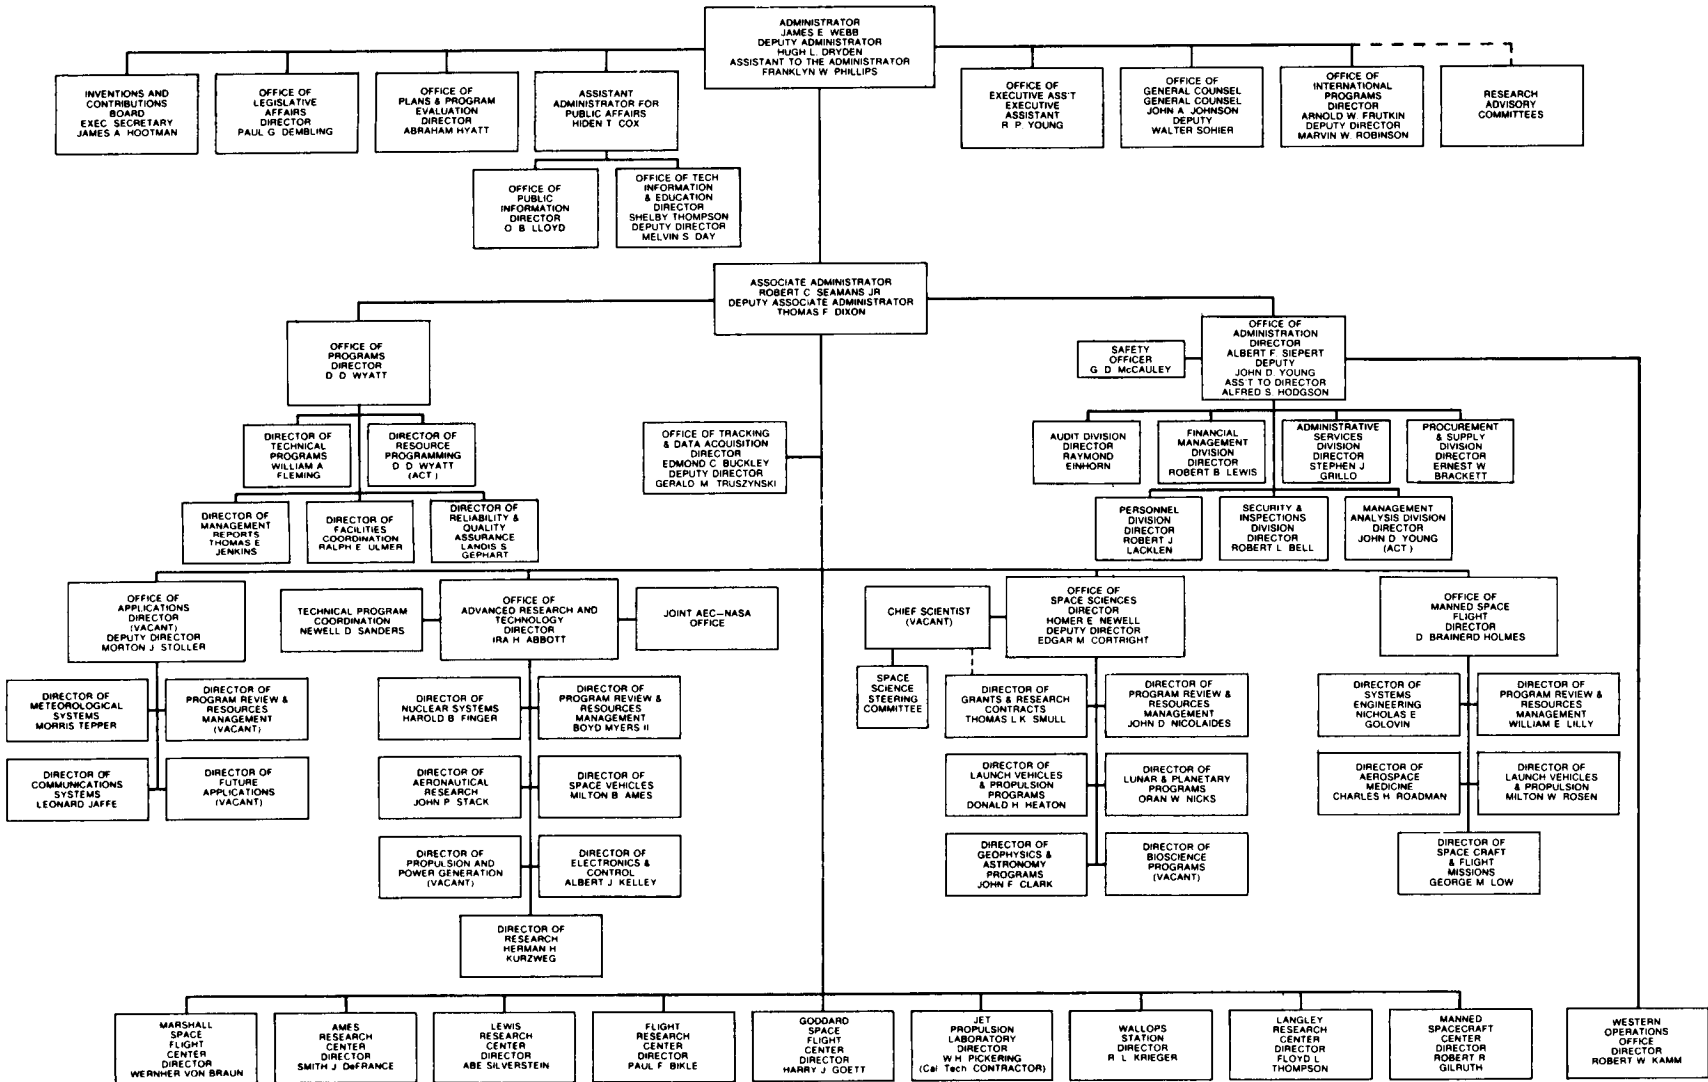 ADMINISTRATOR
JAMES E. WEBB
DEPUTY ADMINISTRATOR
HUGH L. DRYDEN
ASSISTANT TO THE ADMINISTRATOR
FRANKLYN W. PHILLIPS
INVENTIONS AND
CONTRIBUTIONS
BOARD
EXEC. SECRETARY
JAMES A. HOOTMAN
OFFICE OF
LEGISLATIVE
AFFAIRS
DIRECTOR
PAUL G. DEMBLING
OFFICE OF
PLANS & PROGRAM
EVALUATION
DIRECTOR
ABRAHAM HYATT
ASSISTANT
ADMINISTRATOR FOR
PUBLIC AFFAIRS
HIDEN T. COX
OFFICE OF
EXECUTIVE ASS'T
EXECUTIVE
ASSISTANT
R. P. YOUNG
OFFICE OF
GENERAL COUNSEL
GENERAL COUNSEL
JOHN A. JOHNSON
DEPUTY
WALTER SOHIER
OFFICE OF
INTERNATIONAL
PROGRAMS
DIRECTOR
ARNOLD W. FRUTKIN
DEPUTY DIRECTOR
MARVIN W. ROBINSON
RESEARCH
ADVISORY
COMMITTEES
OFFICE OF
PUBLIC
INFORMATION
DIRECTOR
O. B. LLOYD
OFFICE OF TECH
INFORMATION
& EDUCATION
DIRECTOR
SHELBY THOMPSON
DEPUTY DIRECTOR
MELVIN S. DAY
ASSOCIATE ADMINISTRATOR
ROBERT C. SEAMANS JR.
DEPUTY ASSOCIATE ADMINISTRATOR
THOMAS F. DIXON
OFFICE OF
PROGRAMS
DIRECTOR
D. D. WYATT
SAFETY
OFFICER
G. D. McCAULEY
OFFICE OF
ADMINISTRATION
DIRECTOR
ALBERT F. SIEPERT
DEPUTY
JOHN D. YOUNG
ASS'T TO DIRECTOR
ALFRED S. HODGSON
DIRECTOR OF
TECHNICAL
PROGRAMS
WILLIAM A.
FLEMING
DIRECTOR OF
RESOURCE
PROGRAMMING
D. D. WYATT
(ACT.)
OFFICE OF TRACKING
& DATA ACQUISITION
DIRECTOR
EDMOND C. BUCKLEY
DEPUTY DIRECTOR
GERALD M. TRUSZYNSKI
AUDIT DIVISION
DIRECTOR
RAYMOND
EINHORN
FINANCIAL
MANAGEMENT
DIVISION
DIRECTOR
ROBERT B. LEWIS
ADMINISTRATIVE
SERVICES
DIVISION
DIRECTOR
STEPHEN J.
GRILLO
PROCUREMENT
& SUPPLY
DIVISION
DIRECTOR
ERNEST W.
BRACKETT
DIRECTOR OF
MANAGEMENT
REPORTS
THOMAS E.
JENKINS
DIRECTOR OF
FACILITIES
COORDINATION
RALPH E. ULMER
DIRECTOR OF
RELIABILITY &
QUALITY
ASSURANCE
LANDIS S.
GEPHART
PERSONNEL
DIVISION
DIRECTOR
ROBERT J.
LACKLEN
SECURITY &
INSPECTIONS
DIVISION
DIRECTOR
ROBERT L. BELL
MANAGEMENT
ANALYSIS DIVISION
DIRECTOR
JOHN D. YOUNG
(ACT.)
OFFICE OF
APPLICATIONS
DIRECTOR
(VACANT)
DEPUTY DIRECTOR
MORTON J. STOLLER
TECHNICAL PROGRAM
COORDINATION
NEWELL D. SANDERS
OFFICE OF
ADVANCED RESEARCH AND
TECHNOLOGY
DIRECTOR
IRA H. ABBOTT
JOINT AEC–NASA
OFFICE
CHIEF SCIENTIST
(VACANT)
OFFICE OF
SPACE SCIENCES
DIRECTOR
HOMER E. NEWELL
DEPUTY DIRECTOR
EDGAR M. CORTRIGHT
OFFICE OF
MANNED SPACE
FLIGHT
DIRECTOR
D. BRAINERD HOLMES
DIRECTOR OF
METEOROLOGICAL
SYSTEMS
MORRIS TEPPER
DIRECTOR OF
PROGRAM REVIEW &
RESOURCES
MANAGEMENT
(VACANT)
DIRECTOR OF
NUCLEAR SYSTEMS
HAROLD B. FINGER
DIRECTOR OF
PROGRAM REVIEW &
RESOURCES
MANAGEMENT
BOYD MYERS II
SPACE
SCIENCE
STEERING
COMMITTEE
DIRECTOR OF
GRANTS & RESEARCH
CONTRACTS
THOMAS L.K. SMULL
DIRECTOR OF
PROGRAM REVIEW &
RESOURCES
MANAGEMENT
JOHN D. NICOLAIDES
DIRECTOR OF
SYSTEMS
ENGINEERING
NICHOLAS E.
GOLOVIN
DIRECTOR OF
PROGRAM REVIEW &
RESOURCES
MANAGEMENT
WILLIAM E. LILLY
DIRECTOR OF
COMMUNICATIONS
SYSTEMS
LEONARD JAFFE
DIRECTOR OF
FUTURE
APPLICATIONS
(VACANT)
DIRECTOR OF
AERONAUTICAL
RESEARCH
JOHN P. STACK
DIRECTOR OF
SPACE VEHICLES
MILTON B. AMES
DIRECTOR OF
LAUNCH VEHICLES
& PROPULSION
PROGRAMS
DONALD H. HEATON
DIRECTOR OF
LUNAR & PLANETARY
PROGRAMS
ORAN W. NICKS
DIRECTOR OF
AEROSPACE
MEDICINE
CHARLES H. ROADMAN
DIRECTOR OF
LAUNCH VEHICLES
& PROPULSION
MILTON W. ROSEN
DIRECTOR OF
PROPULSION AND
POWER GENERATION
(VACANT)
DIRECTOR OF
ELECTRONICS &
CONTROL
ALBERT J. KELLEY
DIRECTOR OF
GEOPHYSICS &
ASTRONOMY
PROGRAMS
JOHN F. CLARK
DIRECTOR OF
BIOSCIENCE
PROGRAMS
(VACANT)
DIRECTOR OF
SPACE CRAFT
& FLIGHT
MISSIONS
GEORGE M. LOW
DIRECTOR OF
RESEARCH
HERMAN H.
KURZWEG
MARSHALL
SPACE
FLIGHT
CENTER
DIRECTOR
WERNHER VON BRAUN
AMES
RESEARCH
CENTER
DIRECTOR
SMITH J. DeFRANCE
LEWIS
RESEARCH
CENTER
DIRECTOR
ABE SILVERSTEIN
FLIGHT
RESEARCH
CENTER
DIRECTOR
PAUL F. BIKLE
GODDARD
SPACE
FLIGHT
CENTER
DIRECTOR
HARRY J. GOETT
JET
PROPULSION
LABORATORY
DIRECTOR
W.H. PICKERING
(Cal Tech CONTRACTOR)
WALLOPS
STATION
DIRECTOR
R. L. KRIEGER
LANGLEY
RESEARCH
CENTER
DIRECTOR
FLOYD L.
THOMPSON
MANNED
SPACECRAFT
CENTER
DIRECTOR
ROBERT R.
GILRUTH
WESTERN
OPERATIONS
OFFICE
DIRECTOR
ROBERT W. KAMM